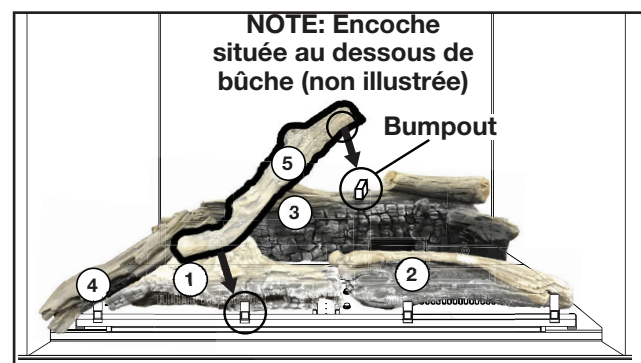 NOTE: Encoche
située au dessous de
bûche (non illustrée)
Bumpout
5
3
4
1
2